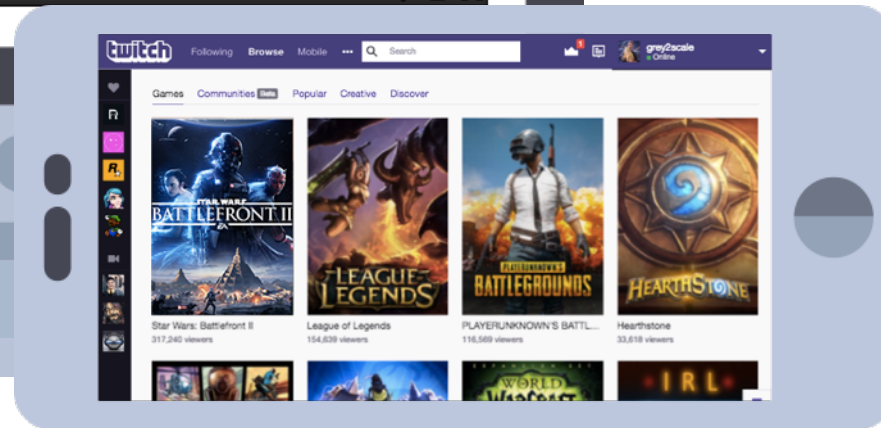 twitch Following Browse Mobile ••• Search 1 grey2scale
Online
Games Communities Beta Popular Creative Discover
R
STAR WARS
BATTLEFRONT II
EA
LEAGUE OF
LEGENDS
PLAYERUNKNOWN'S
BATTLEGROUNDS
HEARTHSTONE
Star Wars: Battlefront II League of Legends PLAYERUNKNOWN'S BATTL... Hearthstone
317,240 viewers 154,639 viewers 116,569 viewers 33,618 viewers
WORLD
WARCRAFT
IRL